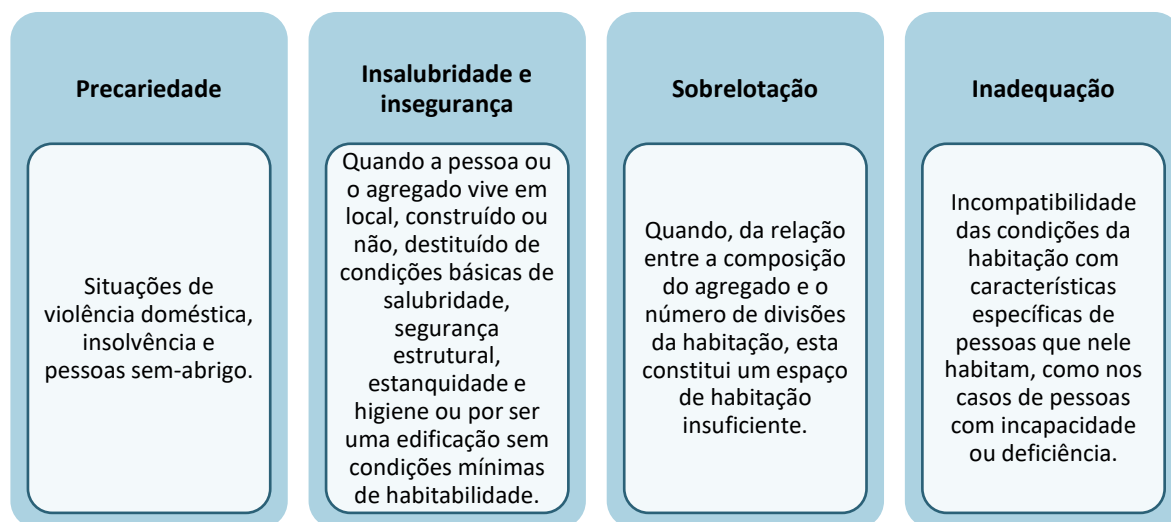 Precariedade
Situações de
violência doméstica,
insolvência e
pessoas sem-abrigo.
Insalubridade e
insegurança
Quando a pessoa ou
o agregado vive em
local, construído ou
não, destituído de
condições básicas de
salubridade,
segurança
estrutural,
estanquidade e
higiene ou por ser
uma edificação sem
condições mínimas
de habitabilidade.
Sobrelotação
Quando, da relação
entre a composição
do agregado e o
número de divisões
da habitação, esta
constitui um espaço
de habitação
insuficiente.
Inadequação
Incompatibilidade
das condições da
habitação com
características
específicas de
pessoas que nele
habitam, como nos
casos de pessoas
com incapacidade
ou deficiência.